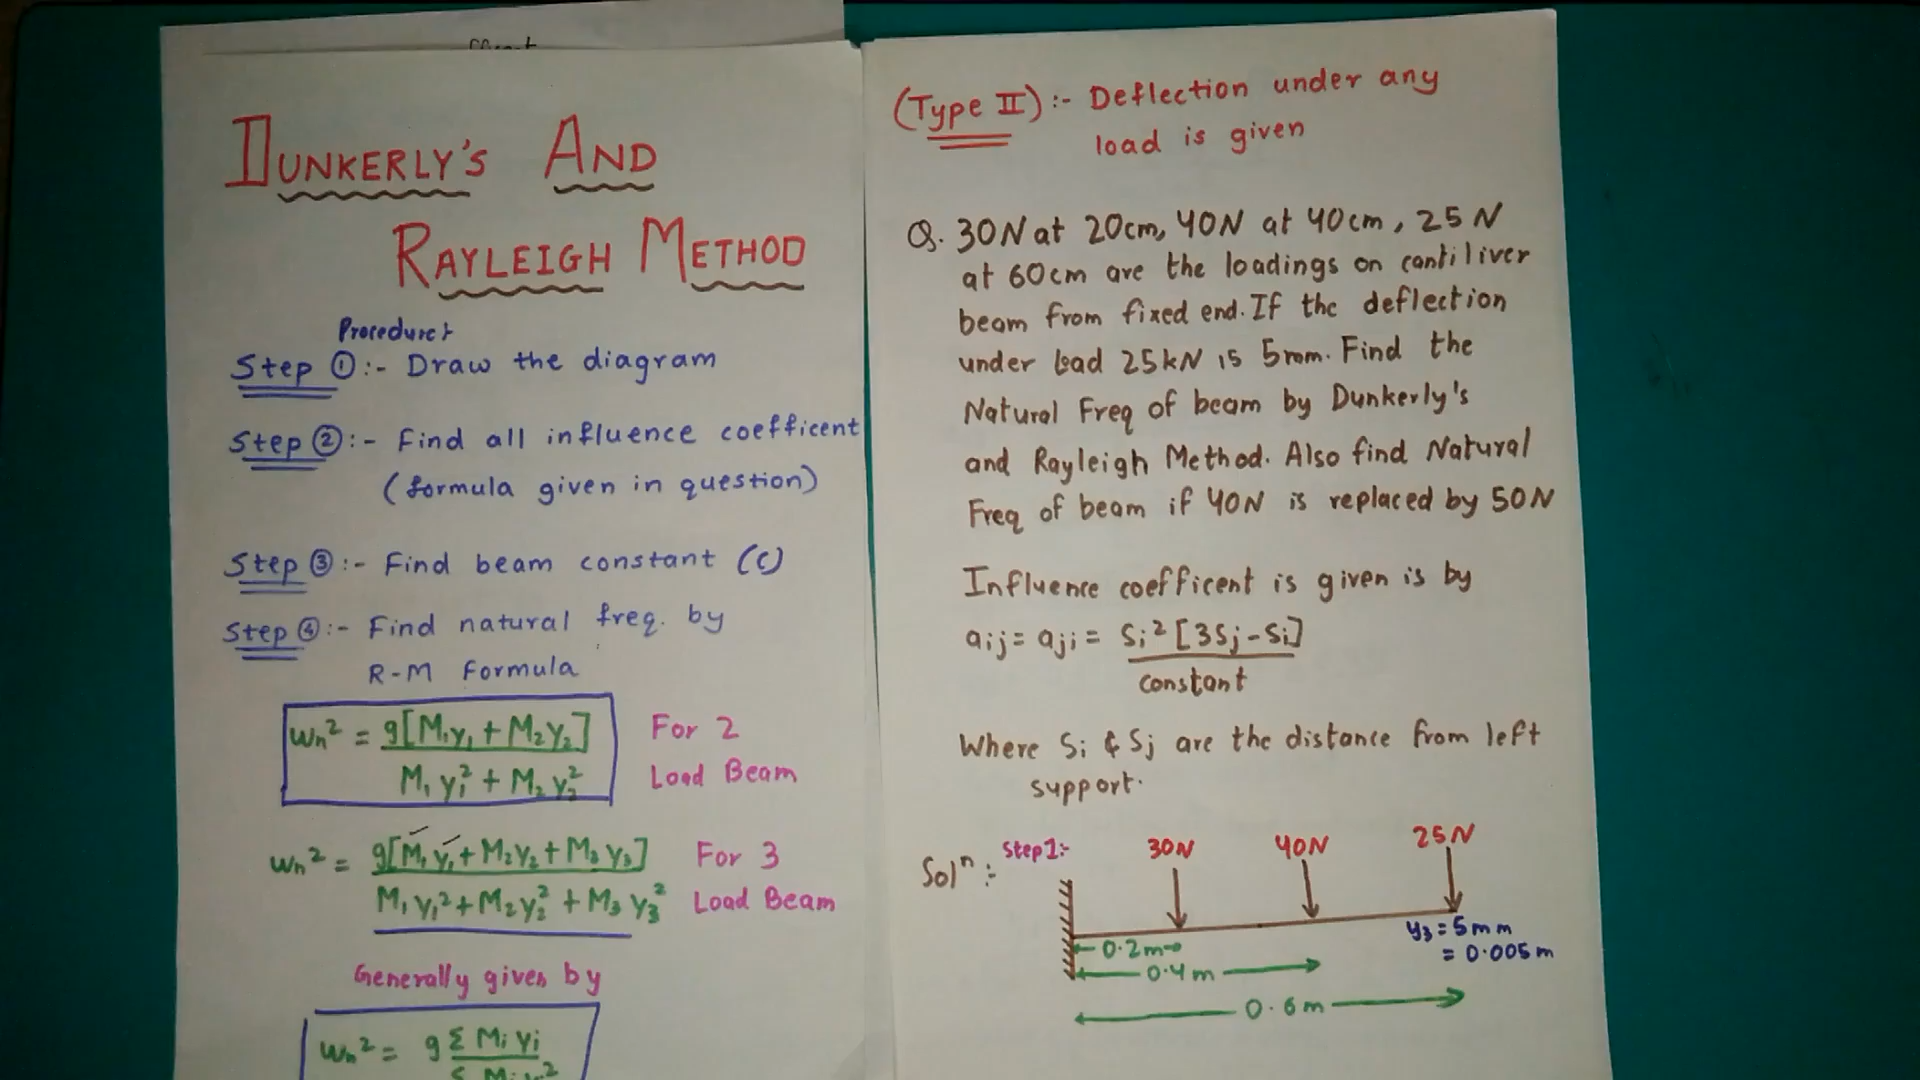 DUNKERLY'S AND
RAYLEIGH METHOD
Procedure:
Step ①:- Draw the diagram
Step ②:- Find all influence coefficent
(formula given in question)
Step ③:- Find beam constant (C)
Step ④:- Find natural freq. by
R-M Formula
Wn² = g[M₁y₁ + M₂y₂] / M₁y₁² + M₂y₂²
For 2
Load Beam
Wn² = g[M₁y₁ + M₂y₂ + M₃y₃] / M₁y₁² + M₂y₂² + M₃y₃²
For 3
Load Beam
Generally given by
Wn² = g Σ Mi Yi
(Type II):- Deflection under any
load is given
Q. 30N at 20cm, 40N at 40cm, 25N
at 60cm are the loadings on cantiliver
beam from fixed end. If the deflection
under load 25kN is 5mm. Find the
Natural Freq of beam by Dunkerly's
and Rayleigh Method. Also find Natural
Freq of beam if 40N is replaced by 50N
Influence coefficent is given is by
aij = aji = Si² [3Sj - Si] / constant
Where Si & Sj are the distance from left
support.
Solⁿ :- Step 1:-
30N 40N 25N
y₃ = 5mm
= 0.005m
0.2m
0.4m
0.6m